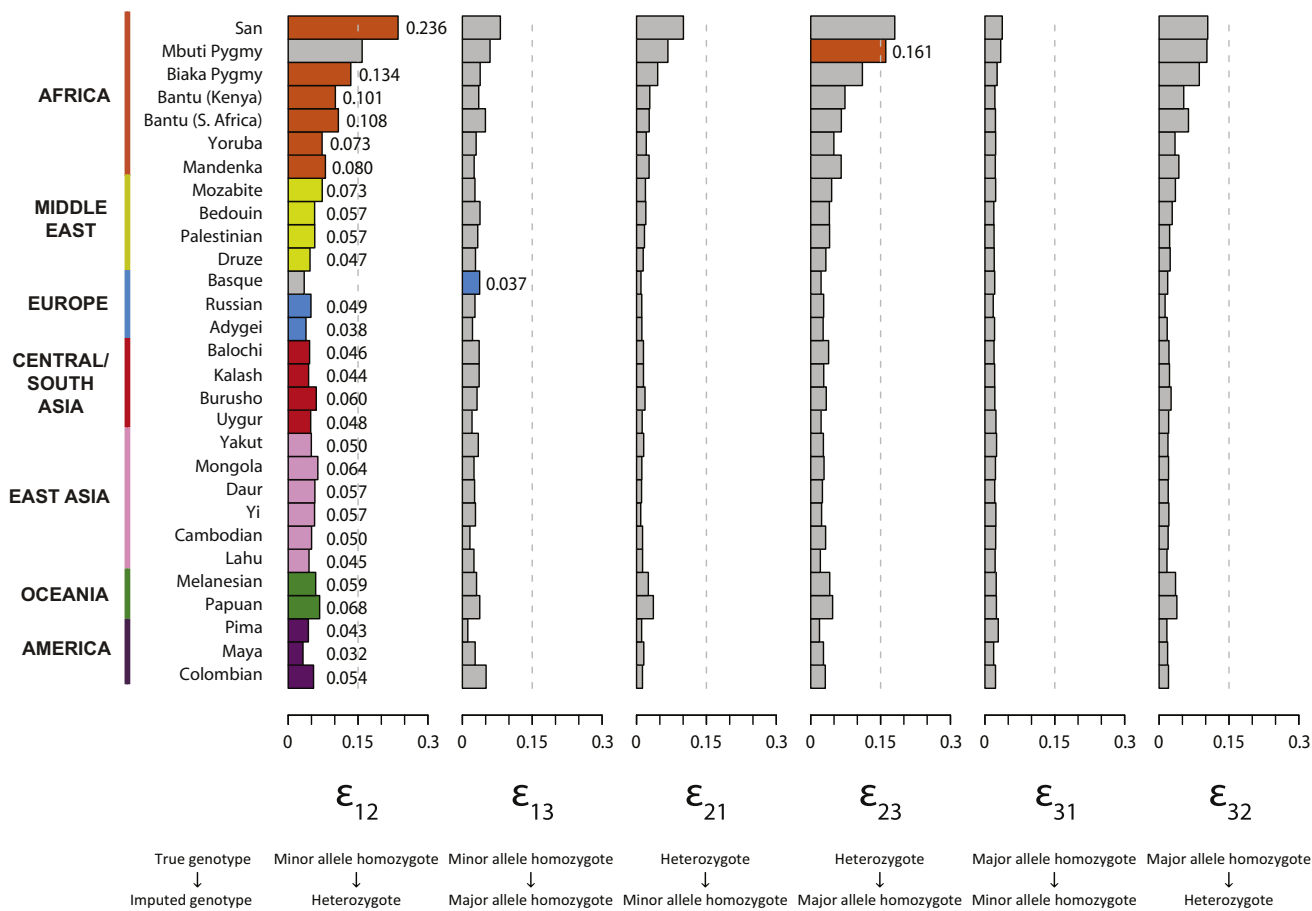 AFRICA
MIDDLE
EAST
EUROPE
CENTRAL/
SOUTH
ASIA
EAST ASIA
OCEANIA
AMERICA
San 0.236
Mbuti Pygmy 0.161
Biaka Pygmy 0.134
Bantu (Kenya) 0.101
Bantu (S. Africa) 0.108
Yoruba 0.073
Mandenka 0.080
Mozabite 0.073
Bedouin 0.057
Palestinian 0.057
Druze 0.047
Basque 0.037
Russian 0.049
Adygei 0.038
Balochi 0.046
Kalash 0.044
Burusho 0.060
Uygur 0.048
Yakut 0.050
Mongola 0.064
Daur 0.057
Yi 0.057
Cambodian 0.050
Lahu 0.045
Melanesian 0.059
Papuan 0.068
Pima 0.043
Maya 0.032
Colombian 0.054
0 0.15 0.3 0 0.15 0.3 0 0.15 0.3 0 0.15 0.3 0 0.15 0.3 0 0.15 0.3
ε12 ε13 ε21 ε23 ε31 ε32
True genotype Minor allele homozygote Minor allele homozygote Heterozygote Heterozygote Major allele homozygote Major allele homozygote
↓ ↓ ↓ ↓ ↓ ↓ ↓
Imputed genotype Heterozygote Major allele homozygote Minor allele homozygote Major allele homozygote Minor allele homozygote Heterozygote